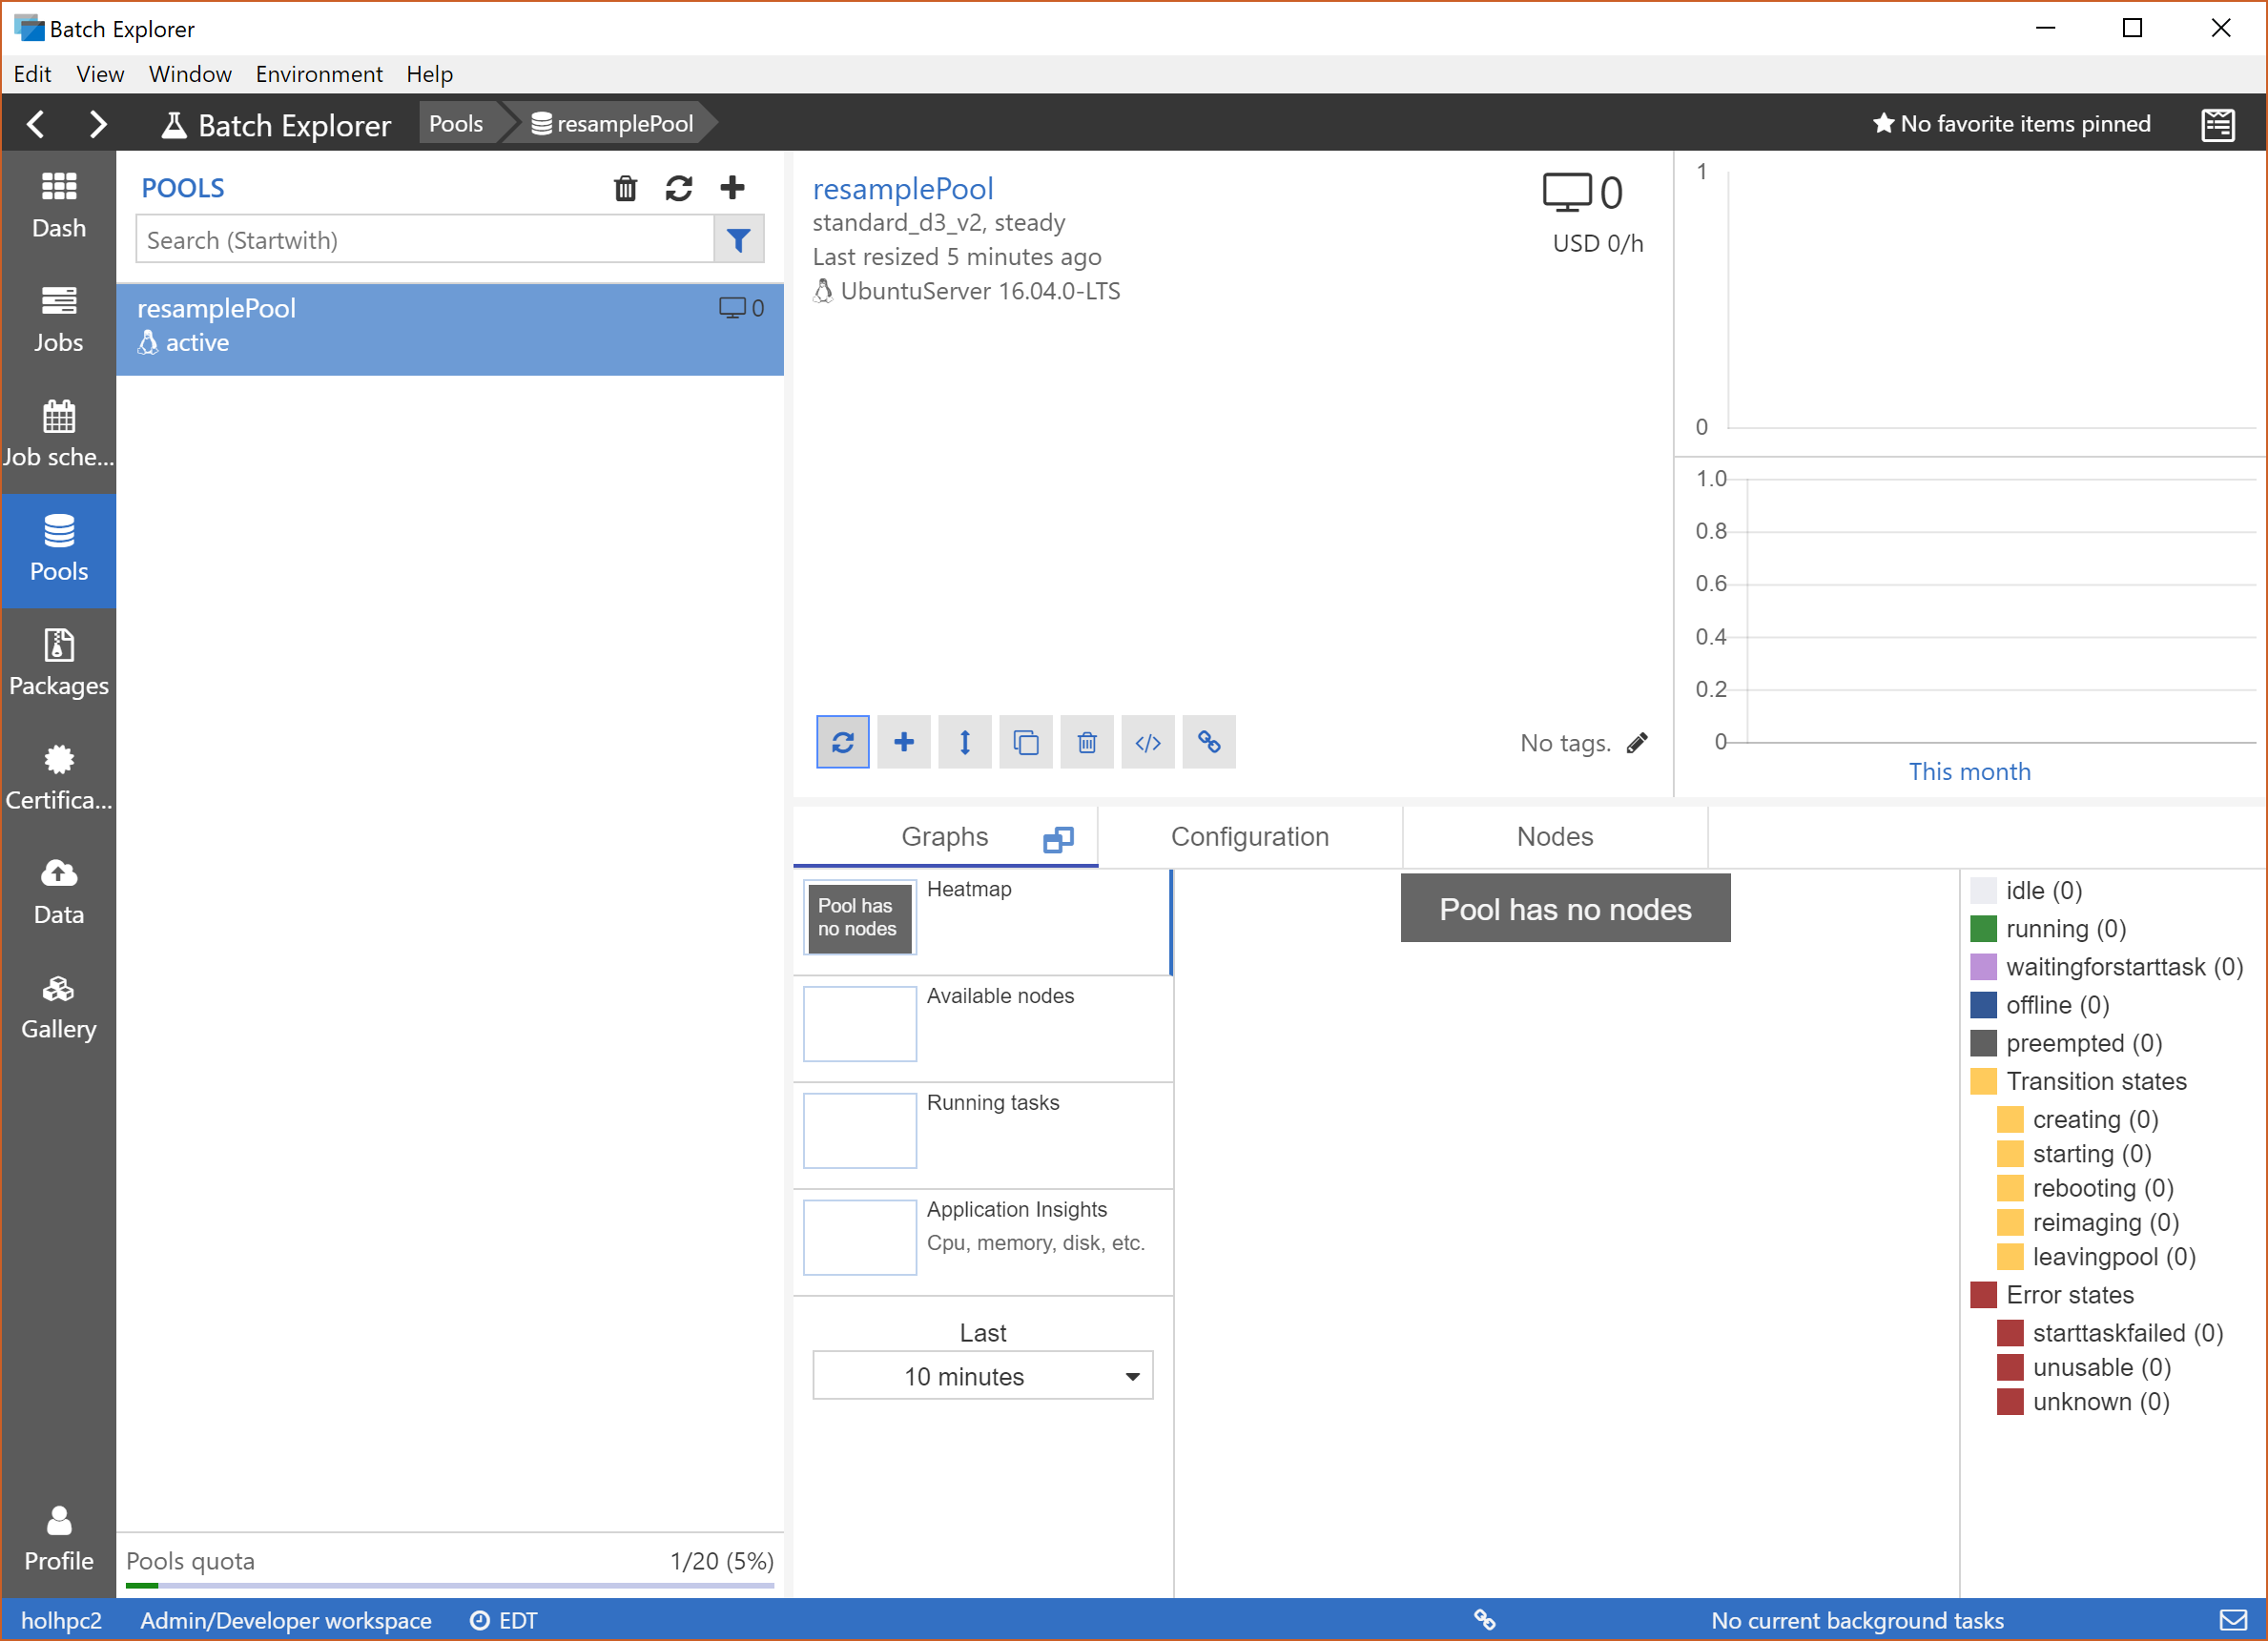 Batch Explorer
Edit View Window Environment Help
Batch Explorer Pools resamplePool No favorite items pinned
Dash
Jobs
Job sche...
Pools
Packages
Certifica...
Data
Gallery
Profile
POOLS
Search (Startwith)
resamplePool 0
active
Pools quota 1/20 (5%)
resamplePool 0
standard_d3_v2, steady USD 0/h
Last resized 5 minutes ago
UbuntuServer 16.04.0-LTS
No tags.
1
0
1.0
0.8
0.6
0.4
0.2
0
This month
Graphs Configuration Nodes
Pool has
no nodes
Heatmap
Available nodes
Running tasks
Application Insights
Cpu, memory, disk, etc.
Last
10 minutes
Pool has no nodes
idle (0)
running (0)
waitingforstarttask (0)
offline (0)
preempted (0)
Transition states
creating (0)
starting (0)
rebooting (0)
reimaging (0)
leavingpool (0)
Error states
starttaskfailed (0)
unusable (0)
unknown (0)
holhpc2 Admin/Developer workspace EDT No current background tasks